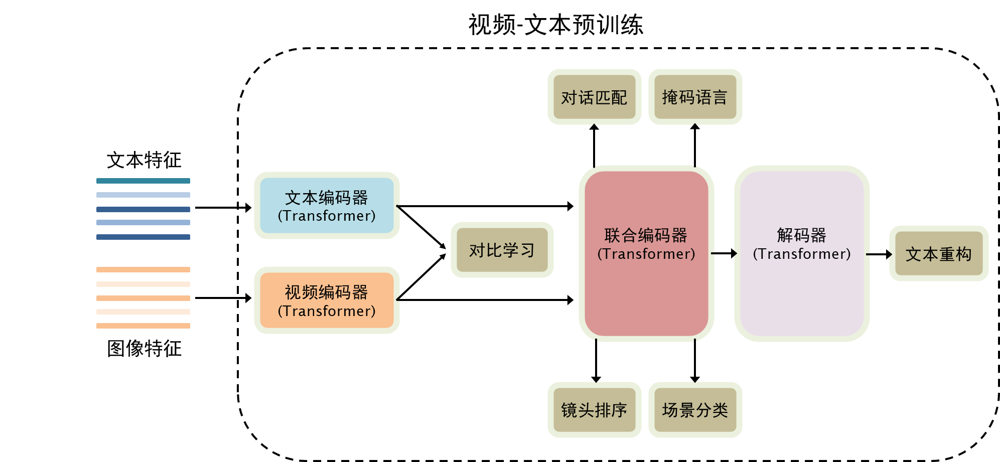 视频-文本预训练
对话匹配
掩码语言
文本特征
文本编码器
(Transformer)
对比学习
联合编码器
(Transformer)
解码器
(Transformer)
文本重构
视频编码器
(Transformer)
图像特征
镜头排序
场景分类